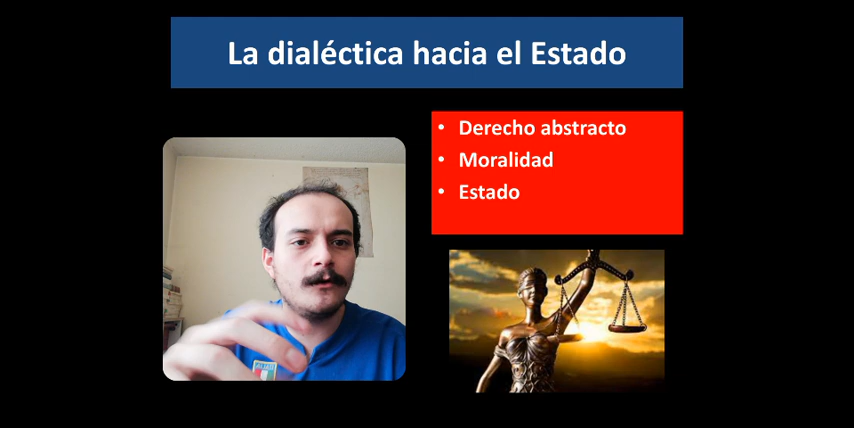 La dialéctica hacia el Estado
• Derecho abstracto
• Moralidad
• Estado